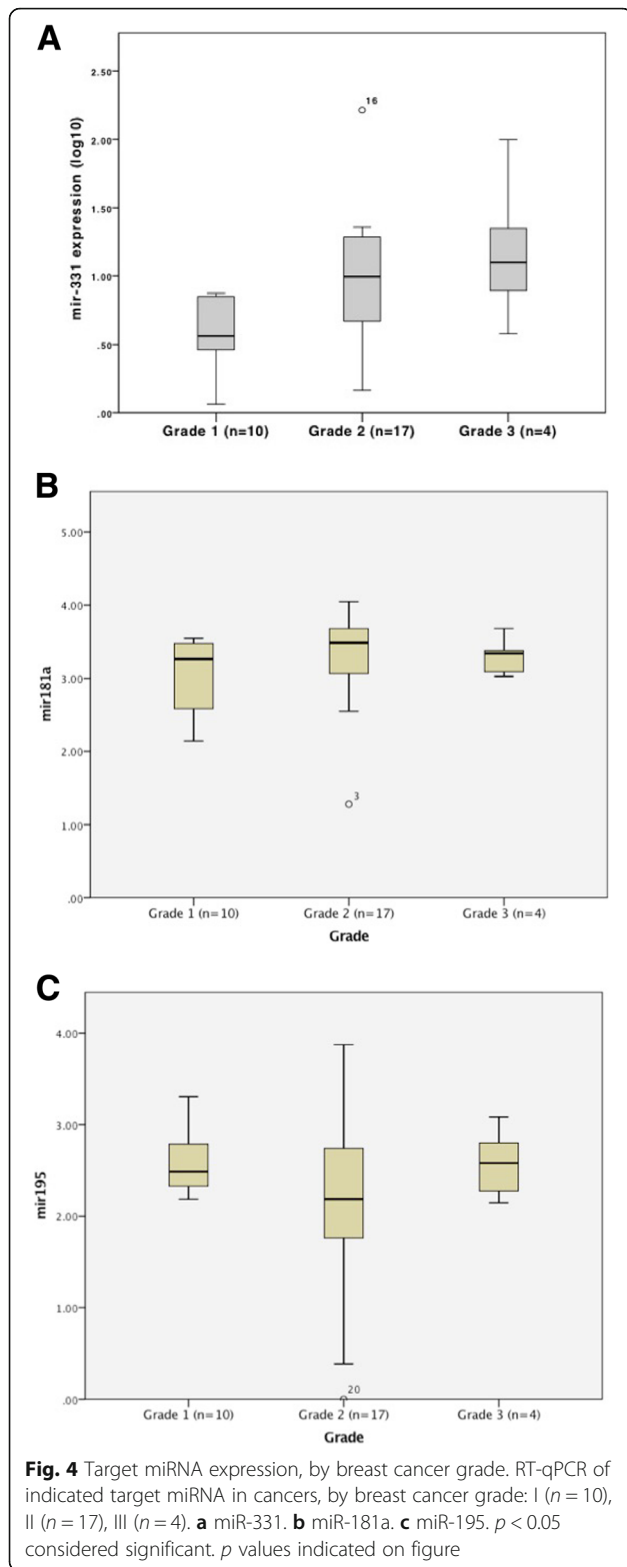 A
mir-331 expression (log10)
2.50
2.00
1.50
1.00
.50
.00
16
Grade 1 (n=10) Grade 2 (n=17) Grade 3 (n=4)
B
mir181a
5.00
4.00
3.00
2.00
1.00
.00
3
Grade 1 (n=10) Grade 2 (n=17) Grade 3 (n=4)
Grade
C
mir195
4.00
3.00
2.00
1.00
.00
20
Grade 1 (n=10) Grade 2 (n=17) Grade 3 (n=4)
Grade
Fig. 4 Target miRNA expression, by breast cancer grade. RT-qPCR of
indicated target miRNA in cancers, by breast cancer grade: I (n = 10),
II (n = 17), III (n = 4). a miR-331. b miR-181a. c miR-195. p < 0.05
considered significant. p values indicated on figure